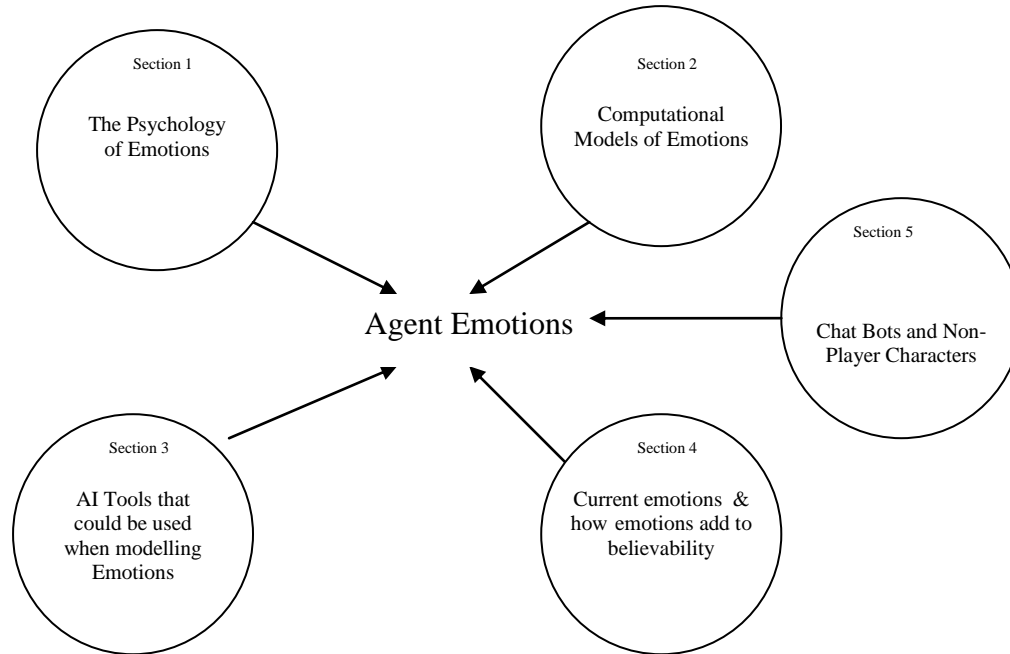 Section 1
The Psychology
of Emotions
Section 2
Computational
Models of Emotions
Section 5
Chat Bots and Non-
Player Characters
Agent Emotions
Section 3
AI Tools that
could be used
when modelling
Emotions
Section 4
Current emotions & 
how emotions add to
believability